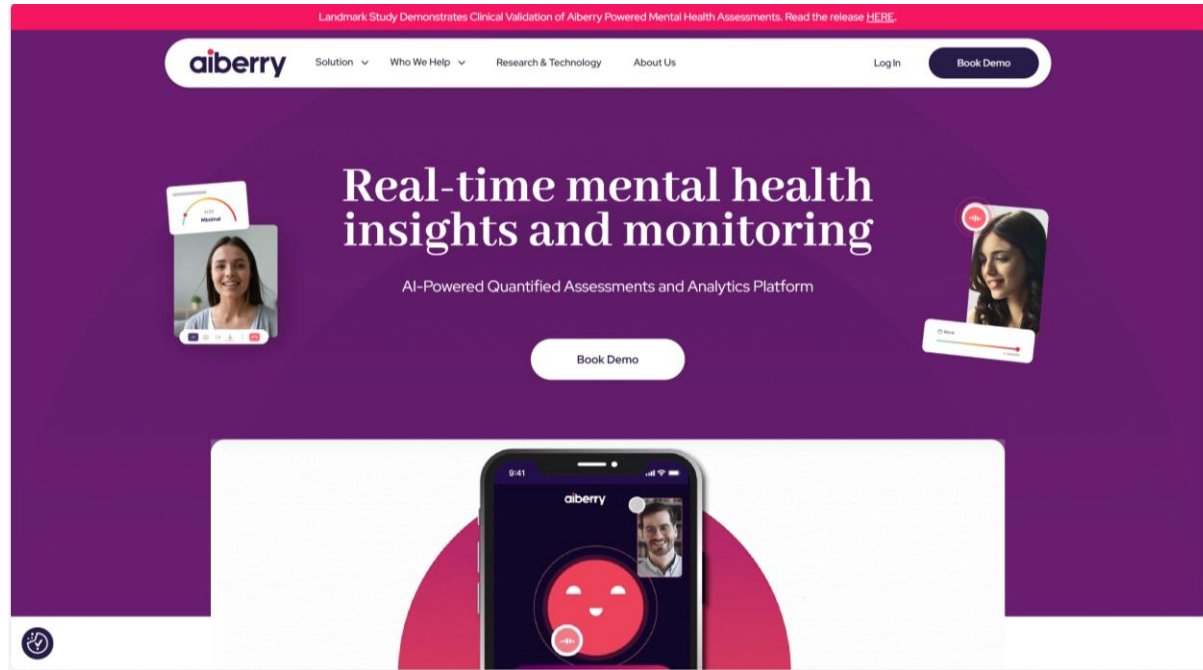 Landmark Study Demonstrates Clinical Validation of Aiberry Powered Mental Health Assessments. Read the release HERE.
aiberry
Solution
Who We Help
Research & Technology
About Us
Log In
Book Demo
Real-time mental health
insights and monitoring
AI-Powered Quantified Assessments and Analytics Platform
Minimal
Mood
Book Demo
9:41
aiberry